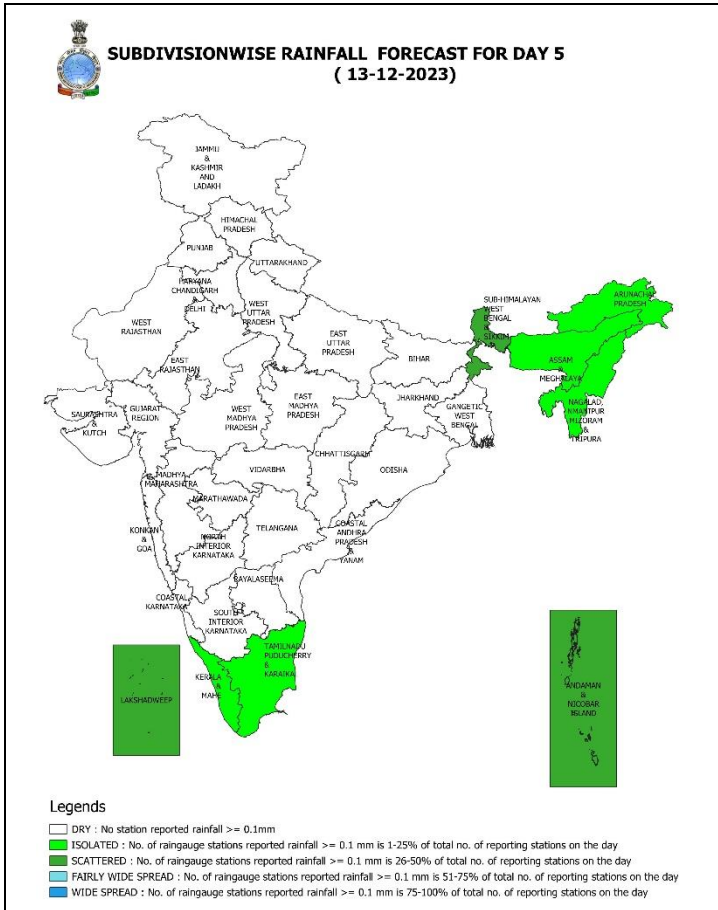 SUBDIVISIONWISE RAINFALL FORECAST FOR DAY 5
( 13-12-2023)
JAMMU
&
KASHMIR
AND
LADAKH
HIMACHAL
PRADESH
PUNJAB
UTTARAKHAND
HARYANA
CHANDIGARH
&
DELHI
WEST
UTTAR
PRADESH
WEST
RAJASTHAN
EAST
UTTAR
PRADESH
SUB-HIMALAYAN
WEST
BENGAL
&
SIKKIM
ARUNACHAL
PRADESH
BIHAR
EAST
RAJASTHAN
ASSAM
&
MEGHALAYA
NAGALAD,
NMANIPUR
MIZORAM
&
TRIPURA
SAURASHTRA
&
KUTCH
GUJARAT
REGION
WEST
MADHYA
PRADESH
EAST
MADHYA
PRADESH
JHARKHAND
GANGETIC
WEST
BENGAL
CHHATTISGARH
ODISHA
VIDARBHA
MADHYA
MAHARASHTRA
MARATHAWADA
KONKAN
&
GOA
NORTH
INTERIOR
KARNATAKA
TELANGANA
COASTAL
ANDHRA
PRADESH
&
YANAM
RAYALASEEMA
COASTAL
KARNATAKA
SOUTH
INTERIOR
KARNATAKA
TAMILNADU
PUDUCHERRY
&
KARAIKA
KERALA
&
MAHE
LAKSHADWEEP
ANDAMAN
&
NICOBAR
ISLAND
Legends
DRY : No station reported rainfall >= 0.1mm
ISOLATED : No. of raingauge stations reported rainfall >= 0.1 mm is 1-25% of total no. of reporting stations on the day
SCATTERED : No. of raingauge stations reported rainfall >= 0.1 mm is 26-50% of total no. of reporting stations on the day
FAIRLY WIDE SPREAD : No. of raingauge stations reported rainfall >= 0.1 mm is 51-75% of total no. of reporting stations on the day
WIDE SPREAD : No. of raingauge stations reported rainfall >= 0.1 mm is 75-100% of total no. of reporting stations on the day